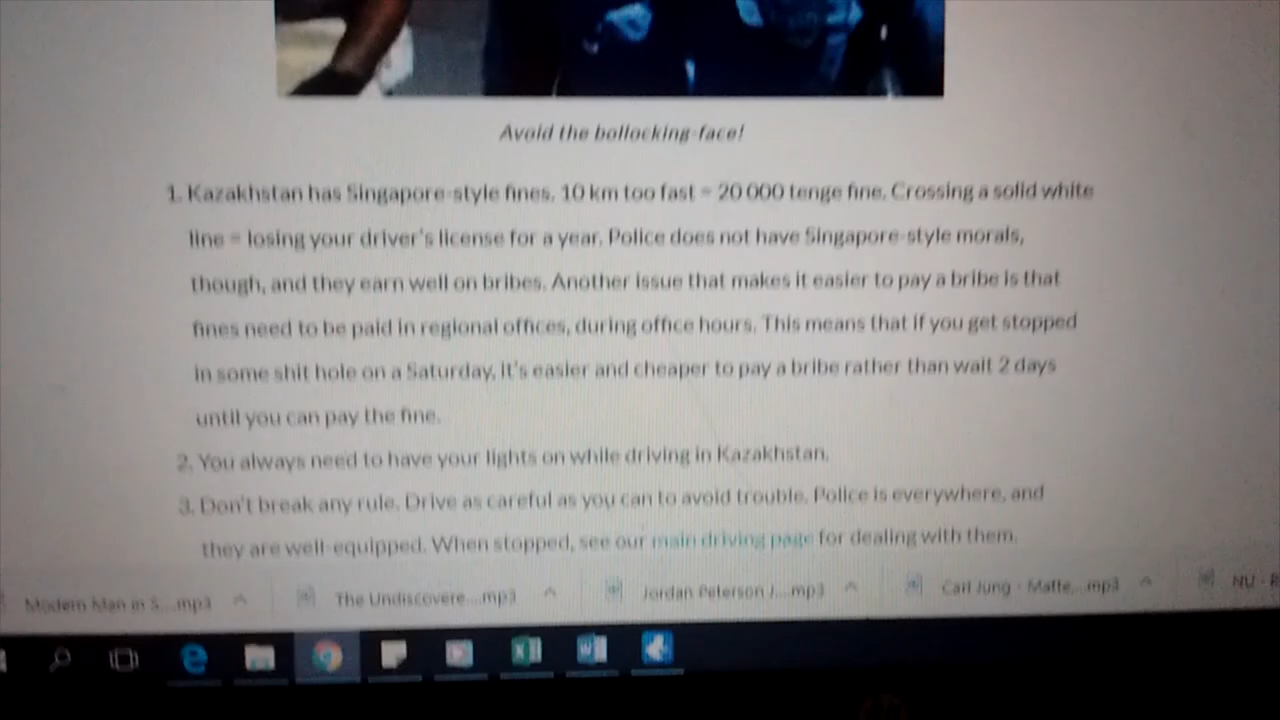 Avoid the bollocking-face!
1. Kazakhstan has Singapore-style fines. 10 km too fast = 20 000 tenge fine. Crossing a solid white
line = losing your driver's license for a year. Police does not have Singapore-style morals,
though, and they earn well on bribes. Another issue that makes it easier to pay a bribe is that
fines need to be paid in regional offices, during office hours. This means that if you get stopped
in some shit hole on a Saturday, it's easier and cheaper to pay a bribe rather than wait 2 days
until you can pay the fine.
2. You always need to have your lights on while driving in Kazakhstan.
3. Don't break any rule. Drive as careful as you can to avoid trouble. Police is everywhere, and
they are well-equipped. When stopped, see our main driving page for dealing with them.
Modern Man in S....mp3 The Undiscovere....mp3 Jordan Peterson J....mp3 Carl Jung - Matte....mp3 NU -